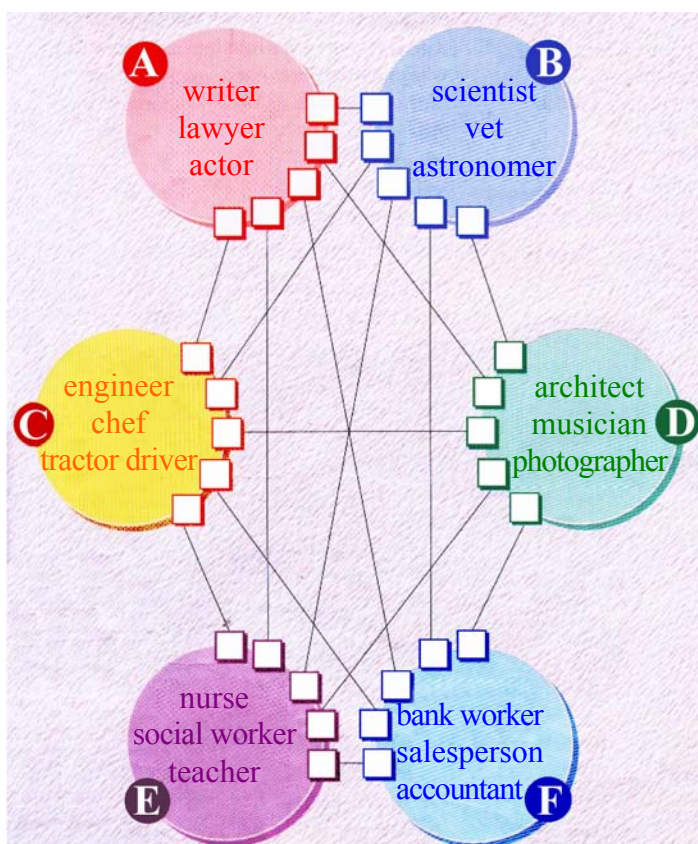 A
writer
lawyer
actor
B
scientist
vet
astronomer
C
engineer
chef
tractor driver
D
architect
musician
photographer
E
nurse
social worker
teacher
F
bank worker
salesperson
accountant